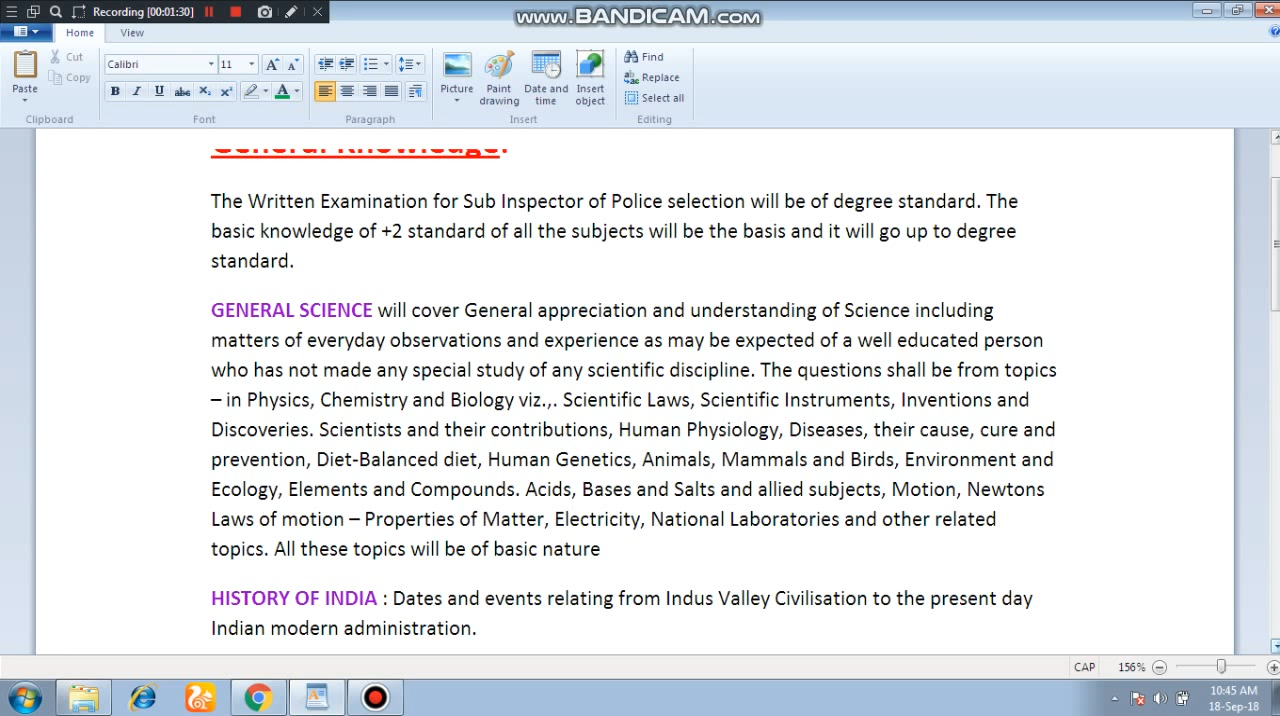 Recording [00:01:30]
www.BANDICAM.com
Home View
Cut
Copy
Paste
Clipboard
Calibri 11
Font
Paragraph
Picture
Paint drawing
Date and time
Insert object
Insert
Find
Replace
Select all
Editing
General Knowledge:
The Written Examination for Sub Inspector of Police selection will be of degree standard. The
basic knowledge of +2 standard of all the subjects will be the basis and it will go up to degree
standard.
GENERAL SCIENCE will cover General appreciation and understanding of Science including
matters of everyday observations and experience as may be expected of a well educated person
who has not made any special study of any scientific discipline. The questions shall be from topics
– in Physics, Chemistry and Biology viz.,. Scientific Laws, Scientific Instruments, Inventions and
Discoveries. Scientists and their contributions, Human Physiology, Diseases, their cause, cure and
prevention, Diet-Balanced diet, Human Genetics, Animals, Mammals and Birds, Environment and
Ecology, Elements and Compounds. Acids, Bases and Salts and allied subjects, Motion, Newtons
Laws of motion – Properties of Matter, Electricity, National Laboratories and other related
topics. All these topics will be of basic nature
HISTORY OF INDIA : Dates and events relating from Indus Valley Civilisation to the present day
Indian modern administration.
CAP 156%
10:45 AM
18-Sep-18